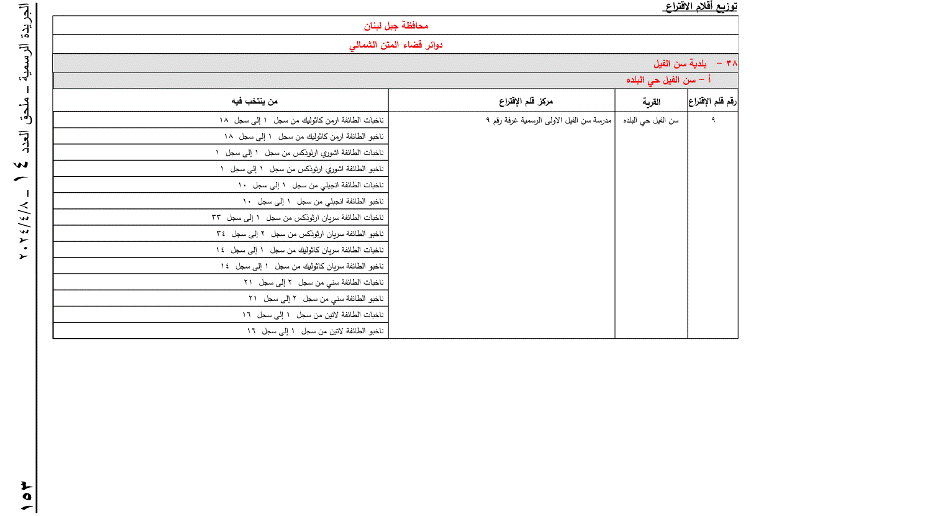 توزيع أقلام الاقتراع
محافظة جبل لبنان
دوائر قضاء المتن الشمالي
٣٨ - بلدية سن الفيل
أ - سن الفيل حي البلده
رقم قلم الإقتراع القرية مركز قلم الإقتراع من ينتخب فيه
٩ سن الفيل حي البلده مدرسة سن الفيل الاولى الرسمية غرفة رقم ٩ ناخبات الطائفة ارمن كاثوليك من سجل ١ إلى سجل ١٨
ناخبو الطائفة ارمن كاثوليك من سجل ١ إلى سجل ١٨
ناخبات الطائفة اشوري ارثوذكس من سجل ١ إلى سجل ١
ناخبو الطائفة اشوري ارثوذكس من سجل ١ إلى سجل ١
ناخبات الطائفة انجيلي من سجل ١ إلى سجل ١٠
ناخبو الطائفة انجيلي من سجل ١ إلى سجل ١٠
ناخبات الطائفة سريان ارثوذكس من سجل ١ إلى سجل ٣٣
ناخبو الطائفة سريان ارثوذكس من سجل ٢ إلى سجل ٣٤
ناخبات الطائفة سريان كاثوليك من سجل ١ إلى سجل ١٤
ناخبو الطائفة سريان كاثوليك من سجل ١ إلى سجل ١٤
ناخبات الطائفة سني من سجل ٢ إلى سجل ٢١
ناخبو الطائفة سني من سجل ٢ إلى سجل ٢١
ناخبات الطائفة لاتين من سجل ١ إلى سجل ١٦
ناخبو الطائفة لاتين من سجل ١ إلى سجل ١٦
الجريدة الرسمية – ملحق العدد ١٤ – ٢٠٢٤/٤/٨
١٥٣